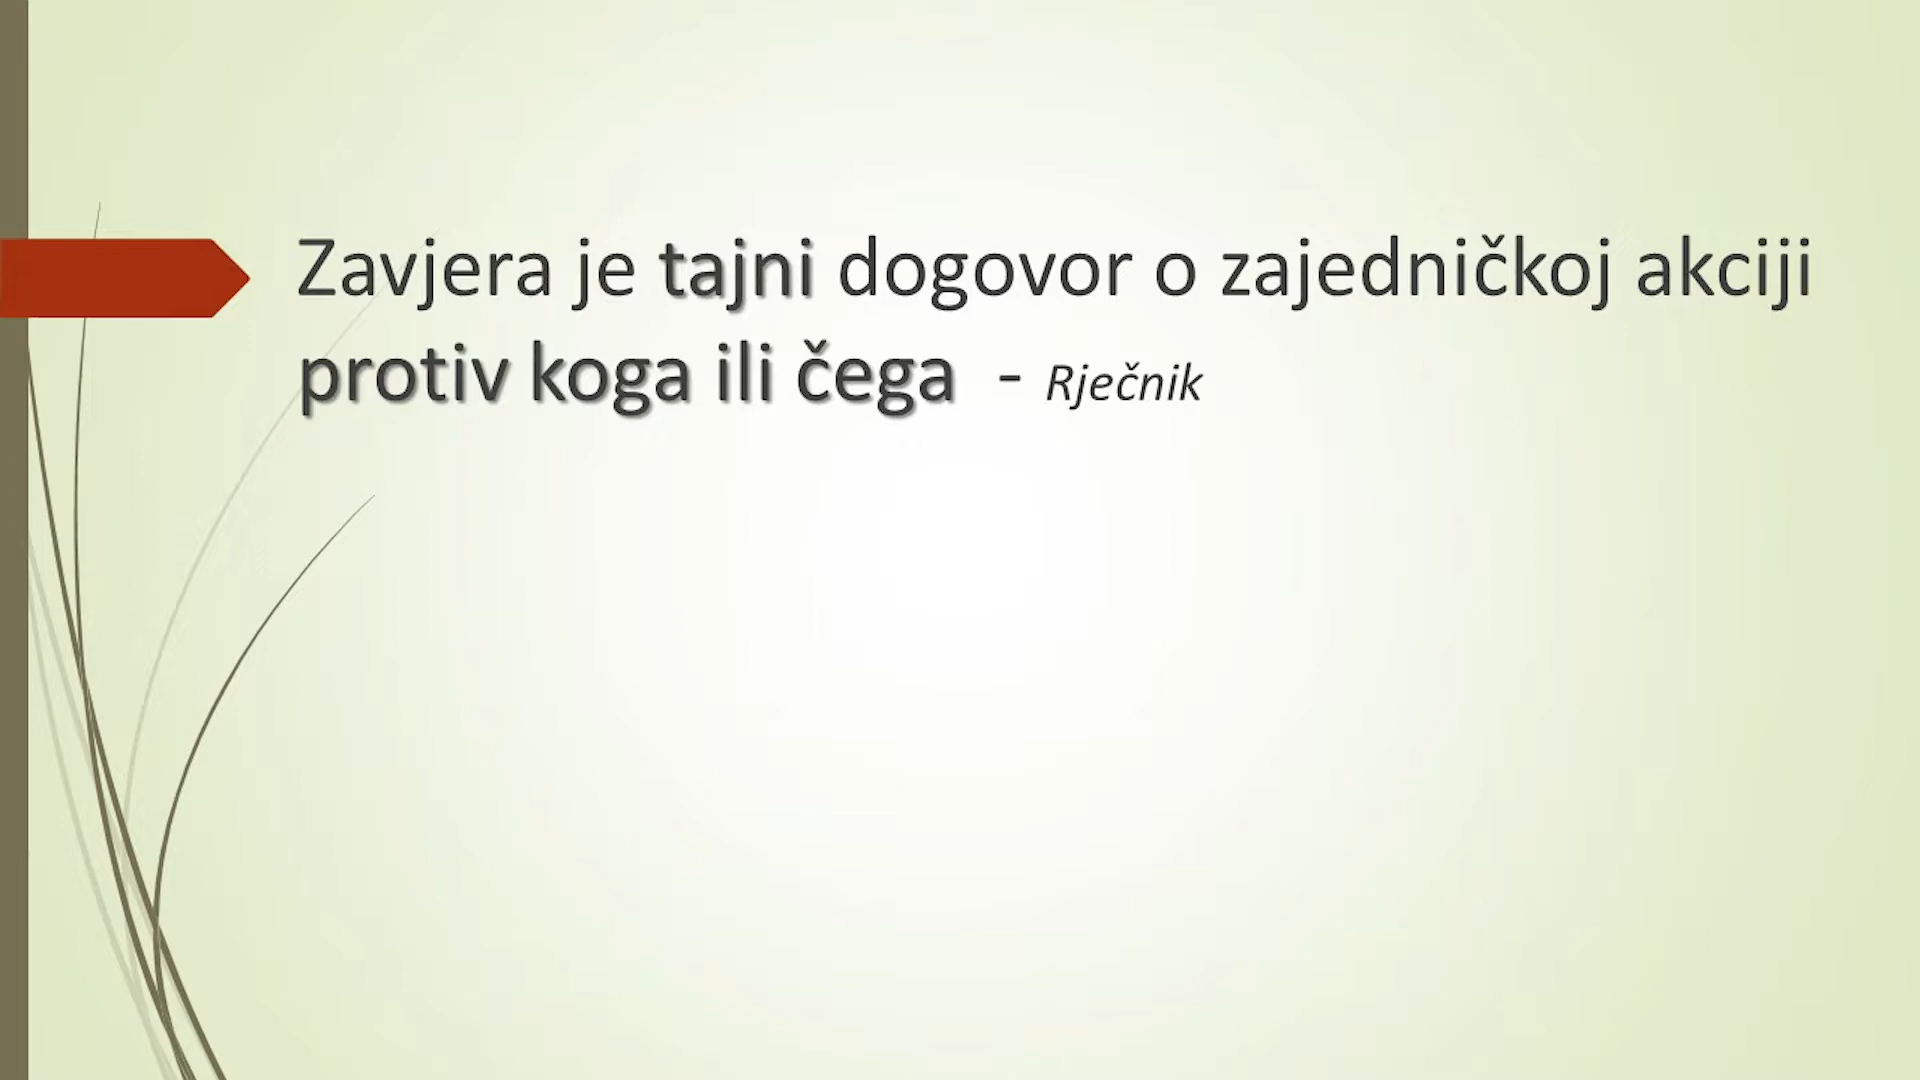 Zavjera je tajni dogovor o zajedničkoj akciji
protiv koga ili čega - Rječnik